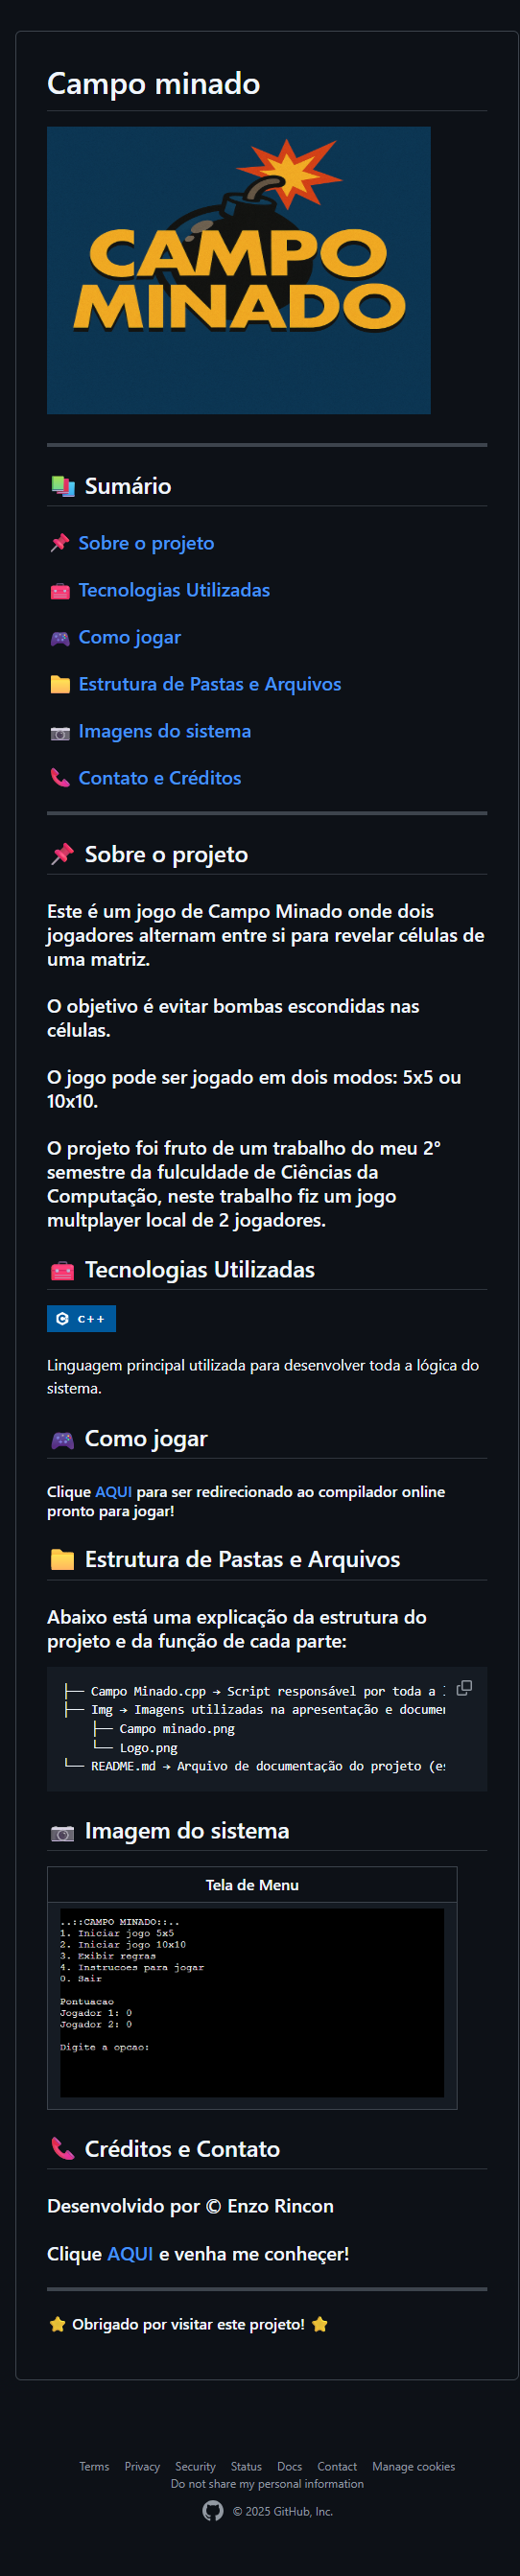 Campo minado
CAMPO
MINADO
Sumário
Sobre o projeto
Tecnologias Utilizadas
Como jogar
Estrutura de Pastas e Arquivos
Imagens do sistema
Contato e Créditos
Sobre o projeto
Este é um jogo de Campo Minado onde dois
jogadores alternam entre si para revelar células de
uma matriz.
O objetivo é evitar bombas escondidas nas
células.
O jogo pode ser jogado em dois modos: 5x5 ou
10x10.
O projeto foi fruto de um trabalho do meu 2°
semestre da fulculdade de Ciências da
Computação, neste trabalho fiz um jogo
multplayer local de 2 jogadores.
Tecnologias Utilizadas
C++
Linguagem principal utilizada para desenvolver toda a lógica do
sistema.
Como jogar
Clique AQUI para ser redirecionado ao compilador online
pronto para jogar!
Estrutura de Pastas e Arquivos
Abaixo está uma explicação da estrutura do
projeto e da função de cada parte:
├── Campo Minado.cpp → Script responsável por toda a
├── Img → Imagens utilizadas na apresentação e docume
├── Campo minado.png
└── Logo.png
└── README.md → Arquivo de documentação do projeto (es
Imagem do sistema
Tela de Menu
..::CAMPO MINADO::..
1. Iniciar jogo 5x5
2. Iniciar jogo 10x10
3. Exibir regras
4. Instrucoes para jogar
0. Sair
Pontuacao
Jogador 1: 0
Jogador 2: 0
Digite a opcao:
Créditos e Contato
Desenvolvido por © Enzo Rincon
Clique AQUI e venha me conheçer!
Obrigado por visitar este projeto!
Terms Privacy Security Status Docs Contact Manage cookies
Do not share my personal information
© 2025 GitHub, Inc.